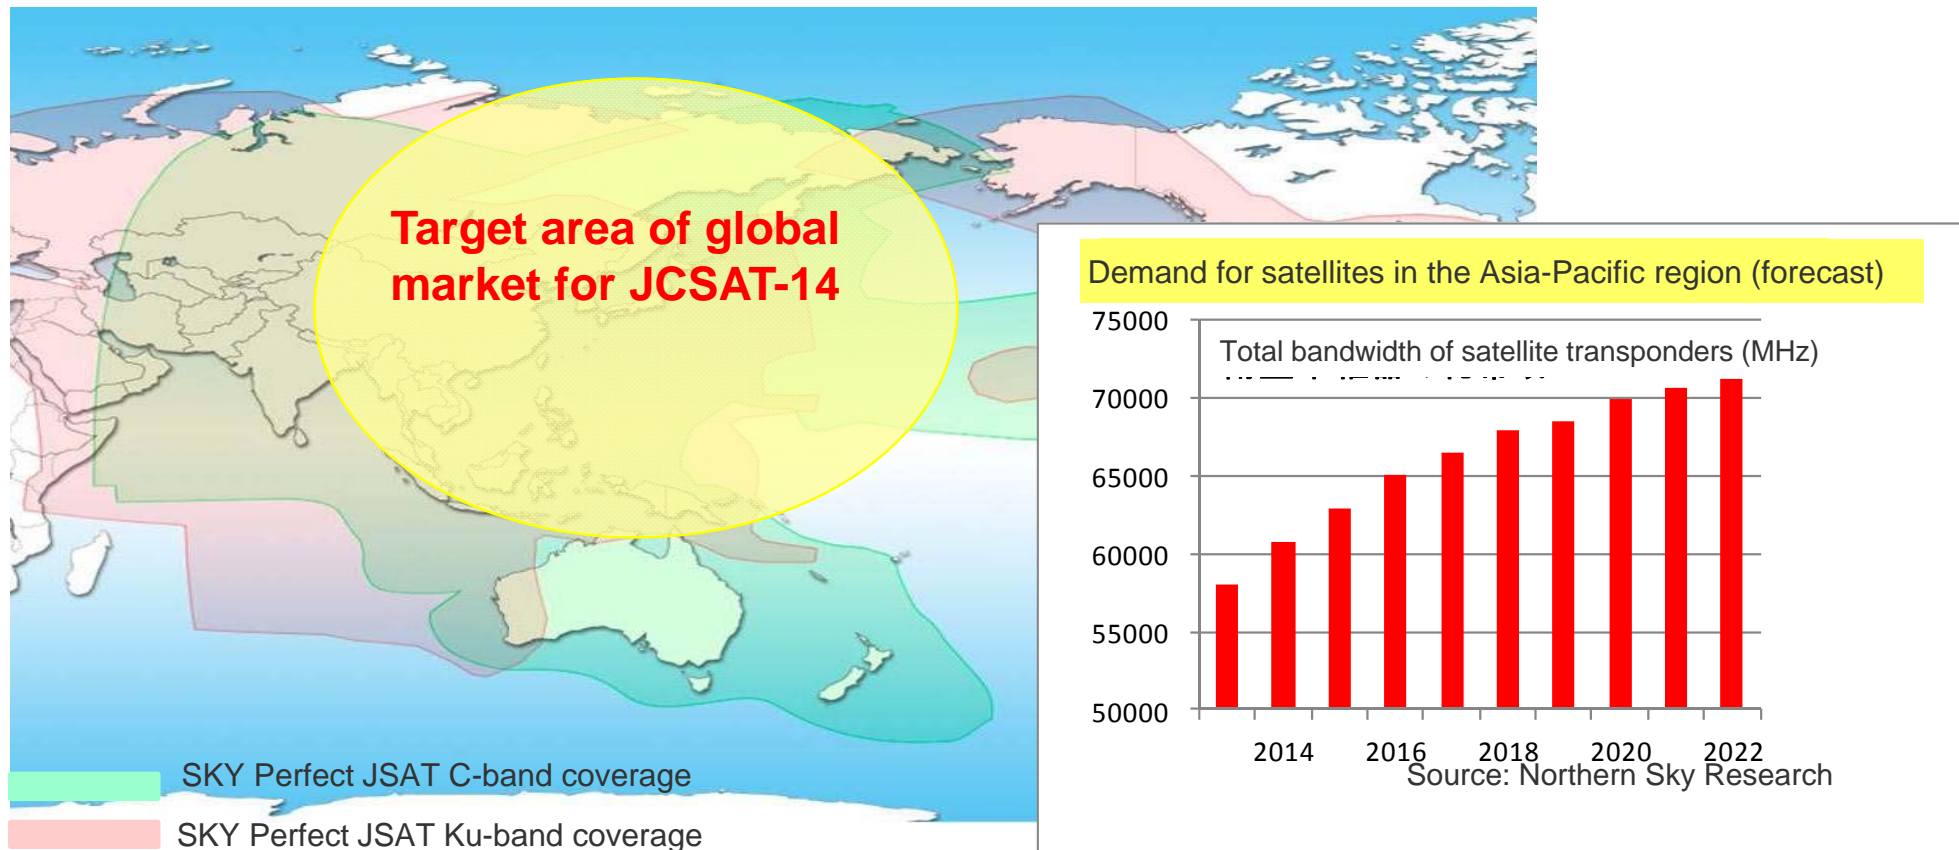 Target area of global
market for JCSAT-14
SKY Perfect JSAT C-band coverage
SKY Perfect JSAT Ku-band coverage
Demand for satellites in the Asia-Pacific region (forecast)
Total bandwidth of satellite transponders (MHz)
75000
70000
65000
60000
55000
50000
2014 2016 2018 2020 2022
Source: Northern Sky Research